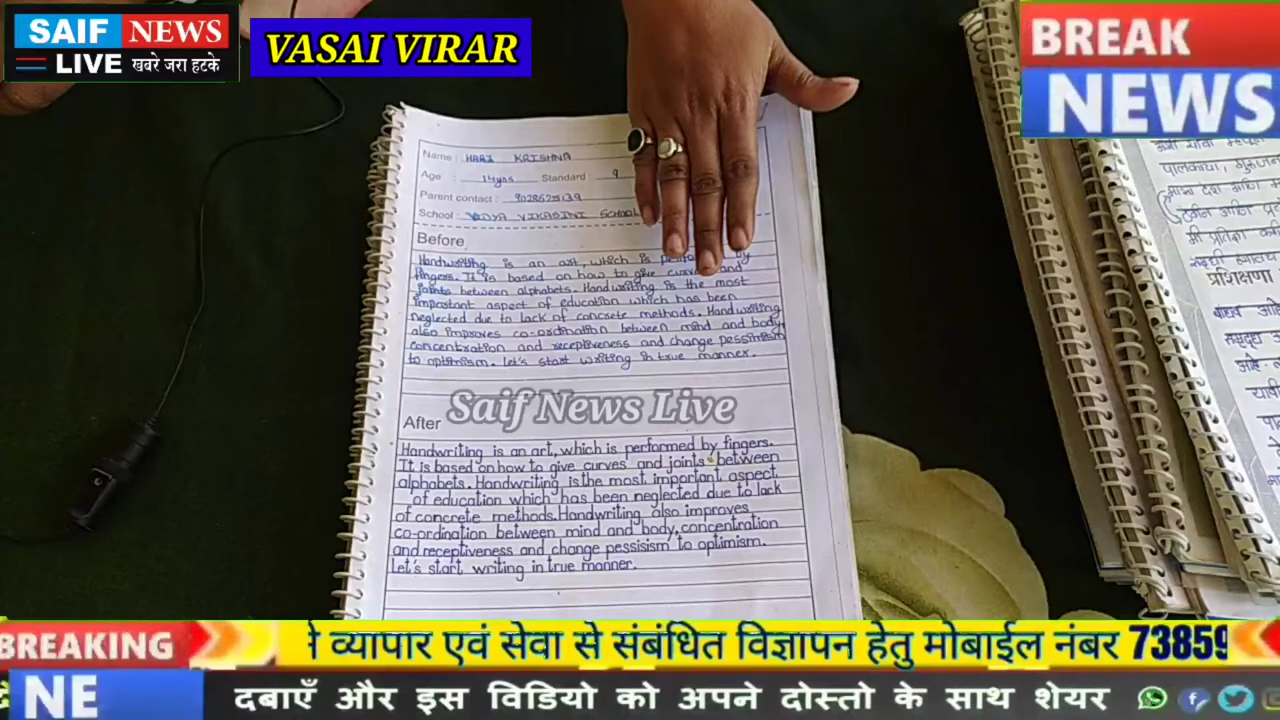 SAIF NEWS
LIVE खबरे जरा हटके
VASAI VIRAR
BREAK
NEWS
Name : HARI KRISHNA
Age : 14yrs Standard : 9
Parent contact : 9028625139
School : VIDYA VIKASINI SCHOOL
Before
Handwriting is an art, which is by
fingers. It is based on how to give curves and
joints between alphabets. Handwriting is the most
important aspect of education which has been
neglected due to lack of concrete methods. Handwriting
also improves co-ordination between mind and body,
concentration and receptiveness and change pessimism
to optimism. Let's start writing in true manner.
Saif News Live
After
Handwriting is an art, which is performed by fingers.
It is based on how to give curves and joints between
alphabets. Handwriting is the most important aspect
of education which has been neglected due to lack
of concrete methods. Handwriting also improves
co-ordination between mind and body, concentration
and receptiveness and change pessisism to optimism.
Let's start writing in true manner.
प्रशिक्षणा
BREAKING
व्यापार एवं सेवा से संबंधित विज्ञापन हेतु मोबाईल नंबर 73859
NE
दबाएँ और इस विडियो को अपने दोस्तो के साथ शेयर